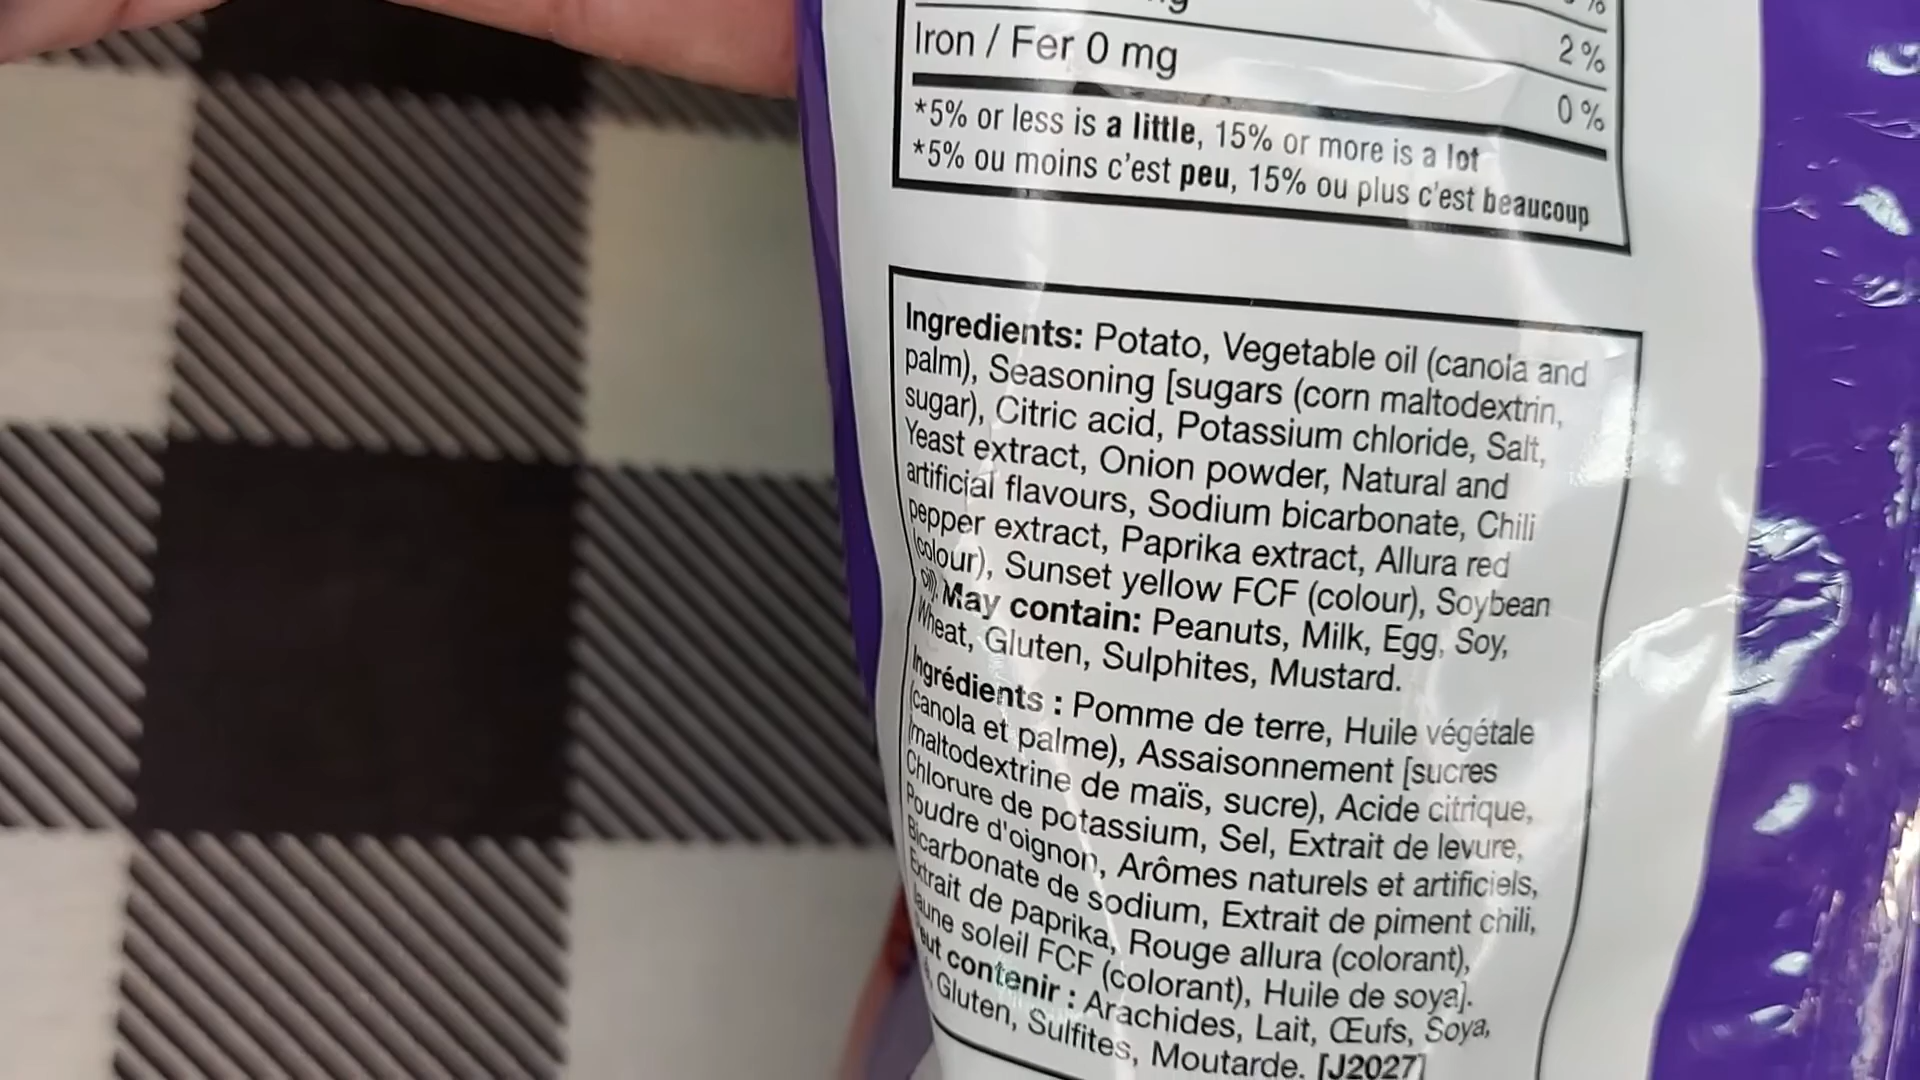 2 %
Iron / Fer 0 mg
0 %
*5% or less is a little, 15% or more is a lot
*5% ou moins c'est peu, 15% ou plus c'est beaucoup
Ingredients: Potato, Vegetable oil (canola and
palm), Seasoning [sugars (corn maltodextrin,
sugar), Citric acid, Potassium chloride, Salt,
Yeast extract, Onion powder, Natural and
artificial flavours, Sodium bicarbonate, Chili
pepper extract, Paprika extract, Allura red
(colour), Sunset yellow FCF (colour), Soybean
oil]. May contain: Peanuts, Milk, Egg, Soy,
Wheat, Gluten, Sulphites, Mustard.
Ingrédients : Pomme de terre, Huile végétale
(canola et palme), Assaisonnement [sucres
(maltodextrine de maïs, sucre), Acide citrique,
Chlorure de potassium, Sel, Extrait de levure,
Poudre d'oignon, Arômes naturels et artificiels,
Bicarbonate de sodium, Extrait de piment chili,
Extrait de paprika, Rouge allura (colorant),
Jaune soleil FCF (colorant), Huile de soya].
Peut contenir : Arachides, Lait, Œufs, Soya,
Gluten, Sulfites, Moutarde. [J2027]